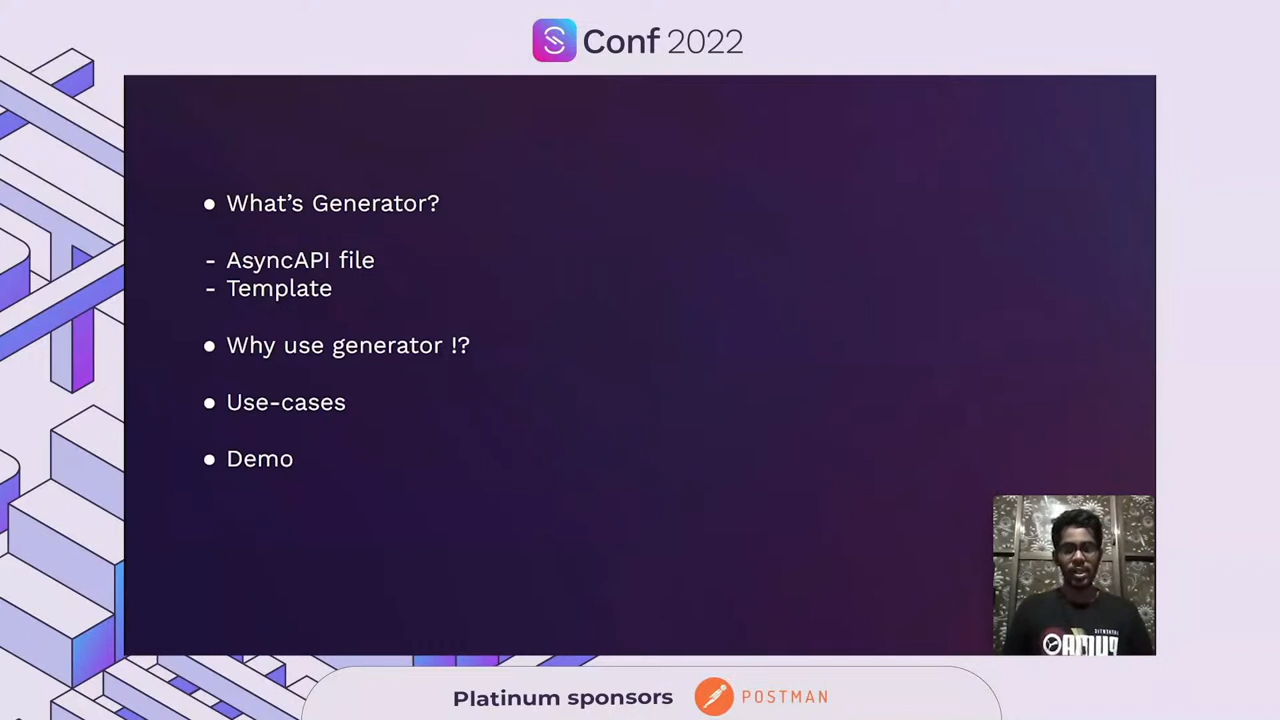 Conf 2022
● What's Generator?
- AsyncAPI file
- Template
● Why use generator !?
● Use-cases
● Demo
Platinum sponsors
POSTMAN